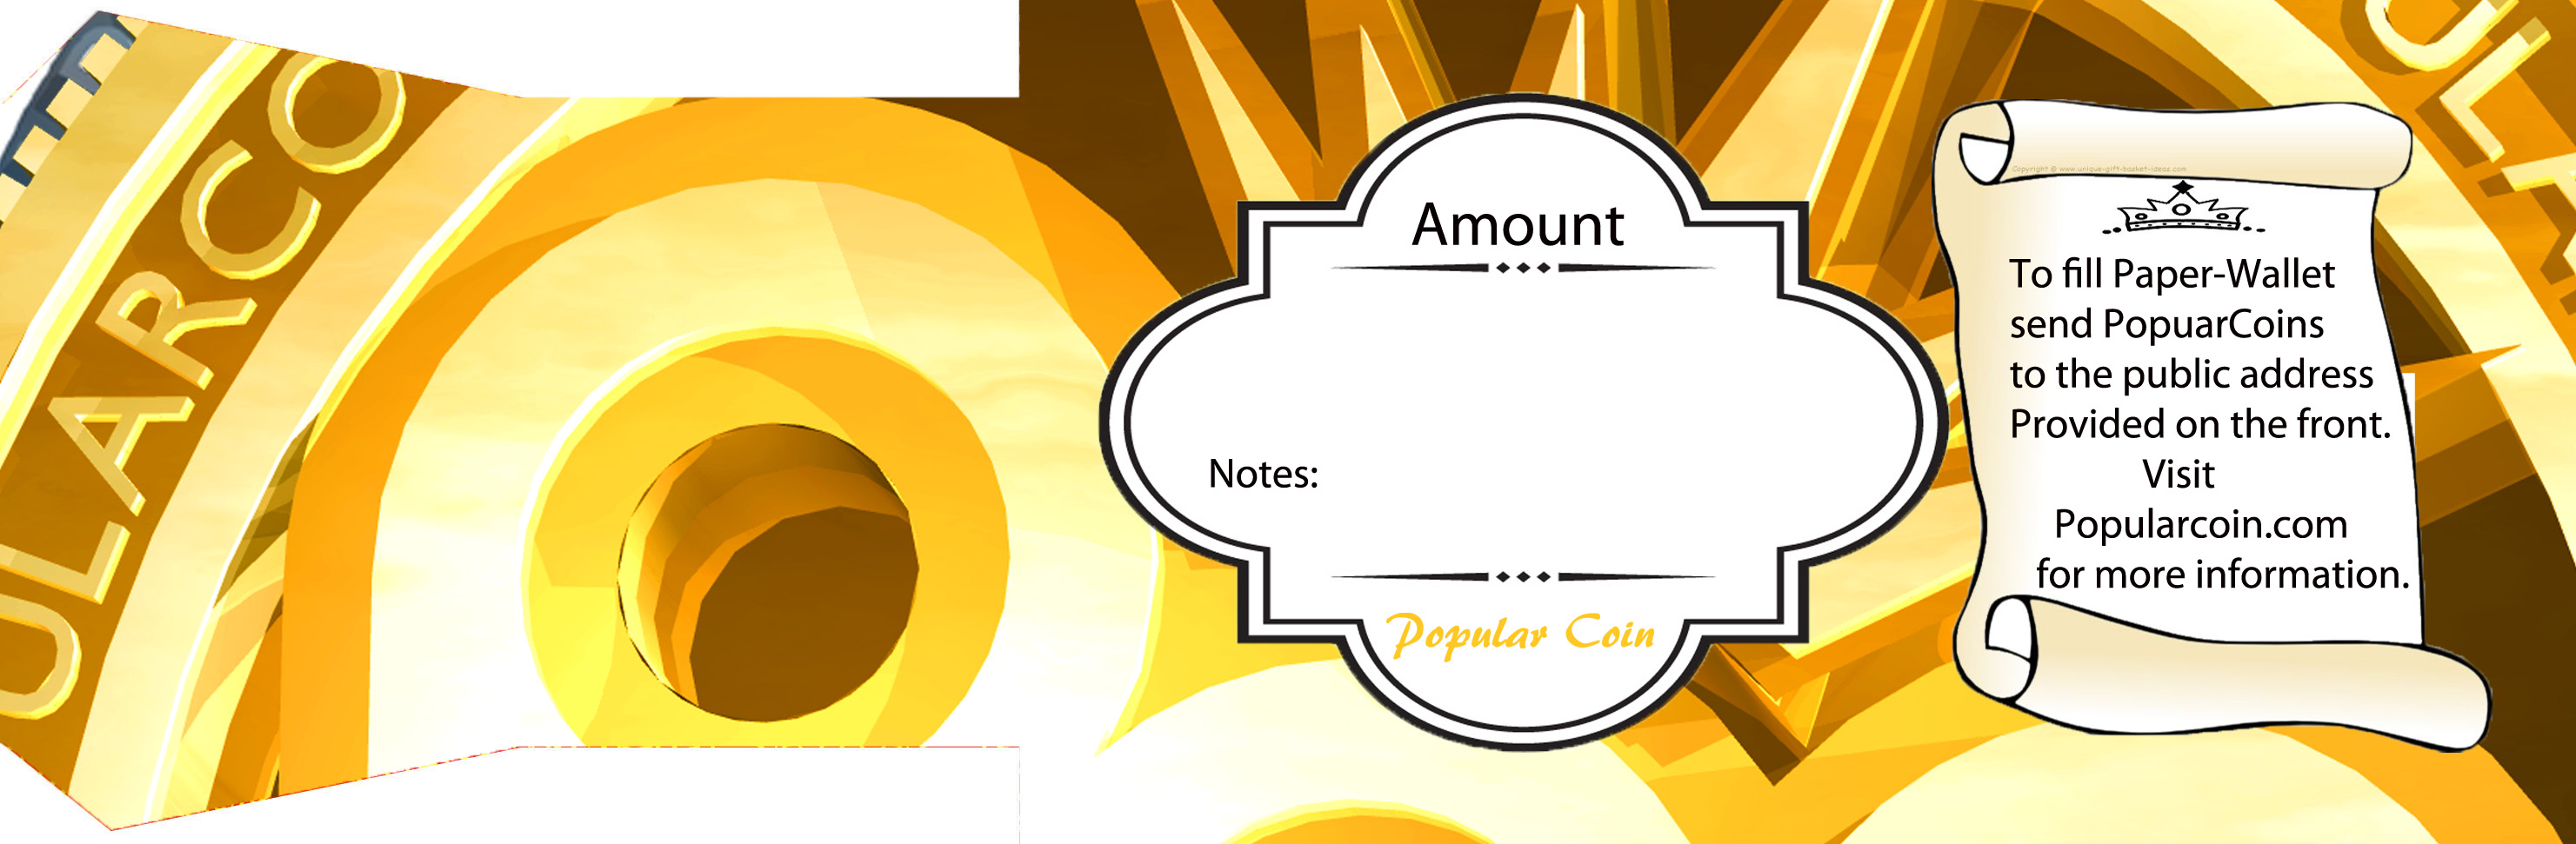 ULARCO
Amount
Notes:
Popular Coin
Copyright © www.unique-gift-basket-ideas.com
To fill Paper-Wallet
send PopuarCoins
to the public address
Provided on the front.
Visit
Popularcoin.com
for more information.
ULT